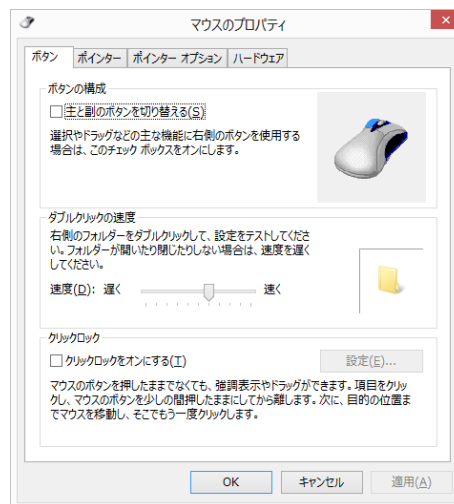 マウスのプロパティ
ボタン ポインター ポインター オプション ハードウェア
ボタンの構成
主と副のボタンを切り替える(S)
選択やドラッグなどの主な機能に右側のボタンを使用する
場合は、このチェック ボックスをオンにします。
ダブルクリックの速度
右側のフォルダーをダブルクリックして、設定をテストしてくださ
い。フォルダーが開いたり閉じたりしない場合は、速度を遅く
してください。
速度(D): 遅く 速く
クリックロック
クリックロックをオンにする(T) 設定(E)...
マウスのボタンを押したままでなくても、強調表示やドラッグができます。項目をクリッ
クし、マウスのボタンを少しの間押したままにしてから離します。次に、目的の位置ま
でマウスを移動し、そこでもう一度クリックします。
OK キャンセル 適用(A)